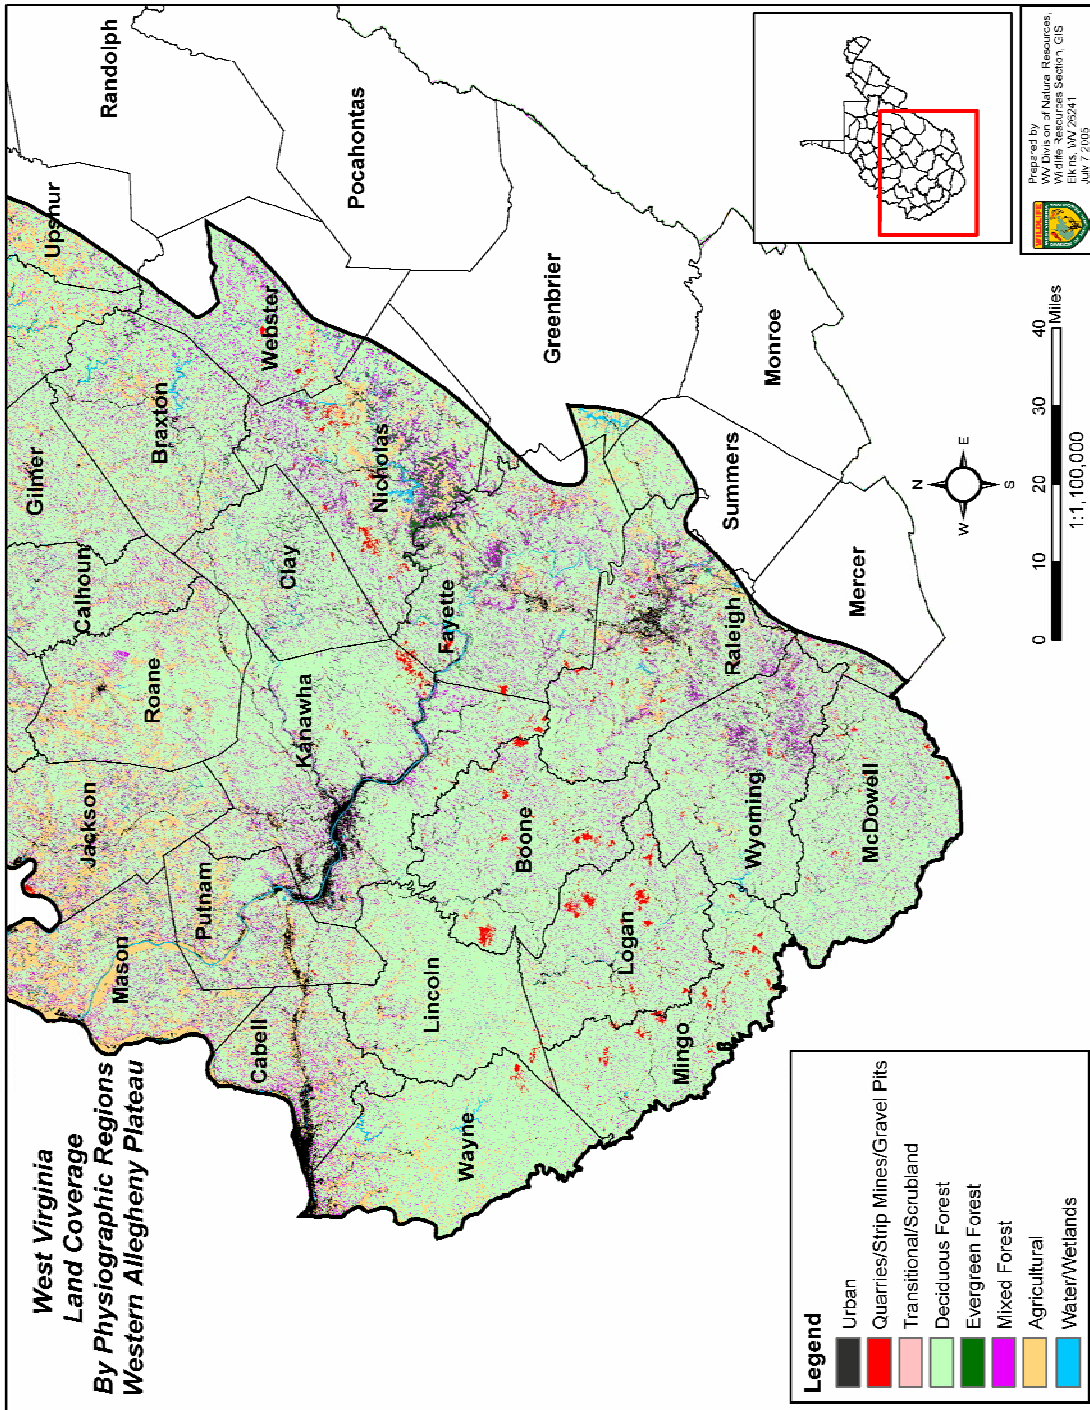 West Virginia
Land Coverage
By Physiographic Regions
Western Allegheny Plateau
Randolph
Upshur
Pocahontas
Gilmer
Braxton
Webster
Calhoun
Clay
Nicholas
Greenbrier
Jackson
Roane
Kanawha
Fayette
Monroe
Mason
Putnam
Summers
Cabell
Lincoln
Boone
Raleigh
Mercer
Wayne
Logan
Wyoming
Mingo
McDowell
Legend
Urban
Quarries/Strip Mines/Gravel Pits
Transitional/Scrubland
Deciduous Forest
Evergreen Forest
Mixed Forest
Agricultural
Water/Wetlands
N
W
E
S
0 10 20 30 40
Miles
1:1,100,000
Prepared by
WV Division of Natural Resources,
Wildlife Resources Section, GIS
Elkins, WV 26241
July 7 2005
WILDLIFE